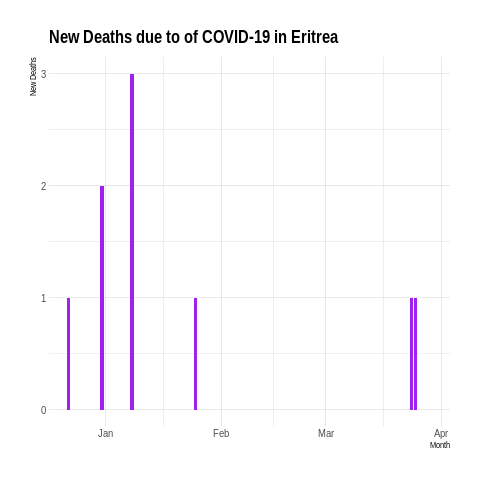 New Deaths due to of COVID-19 in Eritrea
New Deaths
3
2
1
0
Jan Feb Mar Apr
Month